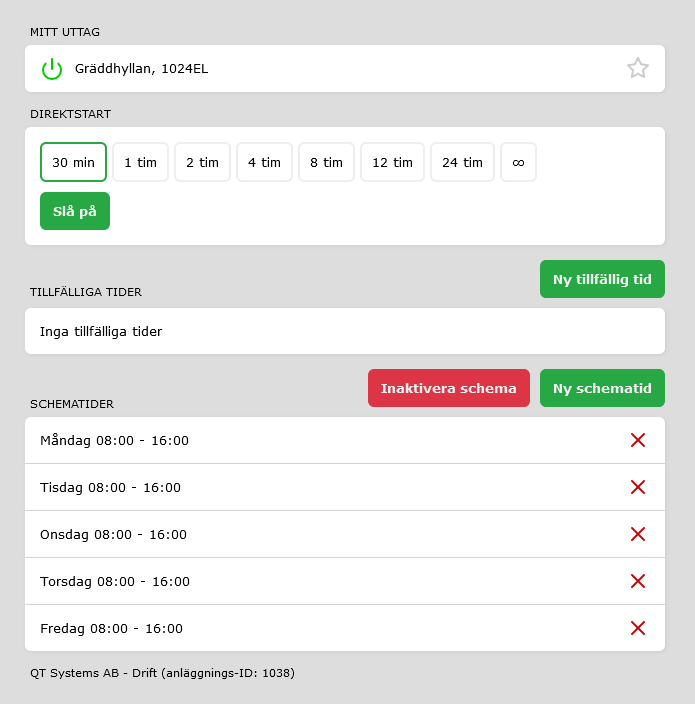 MITT UTTAG
Gräddhyllan, 1024EL
DIREKTSTART
30 min 1 tim 2 tim 4 tim 8 tim 12 tim 24 tim ∞
Slå på
Ny tillfällig tid
TILLFÄLLIGA TIDER
Inga tillfälliga tider
Inaktivera schema Ny schematid
SCHEMATIDER
Måndag 08:00 - 16:00
Tisdag 08:00 - 16:00
Onsdag 08:00 - 16:00
Torsdag 08:00 - 16:00
Fredag 08:00 - 16:00
QT Systems AB - Drift (anläggnings-ID: 1038)